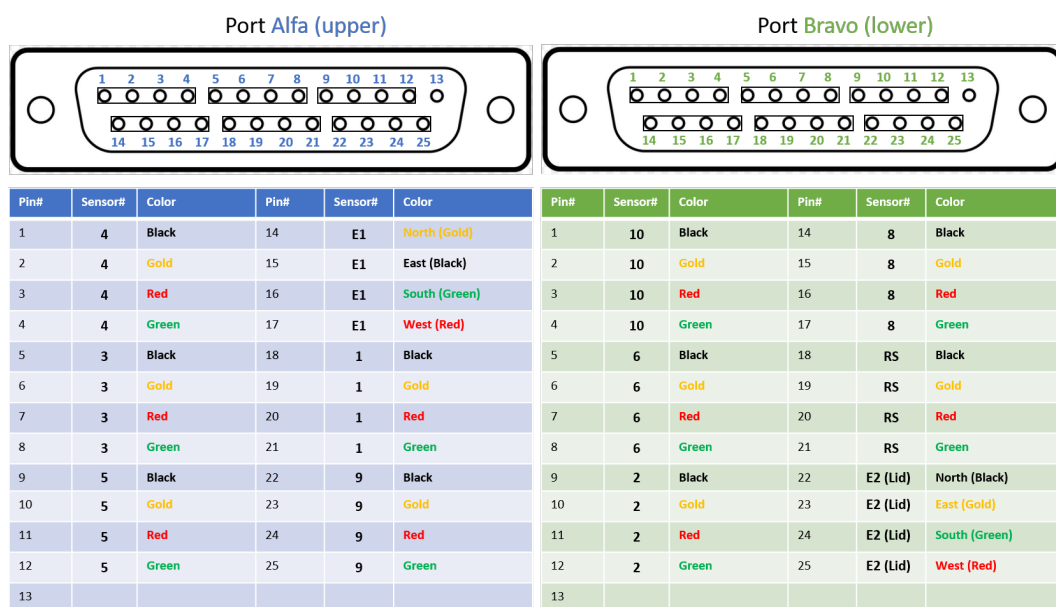 Port Alfa (upper)
1 2 3 4 5 6 7 8 9 10 11 12 13
14 15 16 17 18 19 20 21 22 23 24 25
Pin# Sensor# Color Pin# Sensor# Color
1 4 Black 14 E1 North (Gold)
2 4 Gold 15 E1 East (Black)
3 4 Red 16 E1 South (Green)
4 4 Green 17 E1 West (Red)
5 3 Black 18 1 Black
6 3 Gold 19 1 Gold
7 3 Red 20 1 Red
8 3 Green 21 1 Green
9 5 Black 22 9 Black
10 5 Gold 23 9 Gold
11 5 Red 24 9 Red
12 5 Green 25 9 Green
13
Port Bravo (lower)
1 2 3 4 5 6 7 8 9 10 11 12 13
14 15 16 17 18 19 20 21 22 23 24 25
Pin# Sensor# Color Pin# Sensor# Color
1 10 Black 14 8 Black
2 10 Gold 15 8 Gold
3 10 Red 16 8 Red
4 10 Green 17 8 Green
5 6 Black 18 RS Black
6 6 Gold 19 RS Gold
7 6 Red 20 RS Red
8 6 Green 21 RS Green
9 2 Black 22 E2 (Lid) North (Black)
10 2 Gold 23 E2 (Lid) East (Gold)
11 2 Red 24 E2 (Lid) South (Green)
12 2 Green 25 E2 (Lid) West (Red)
13